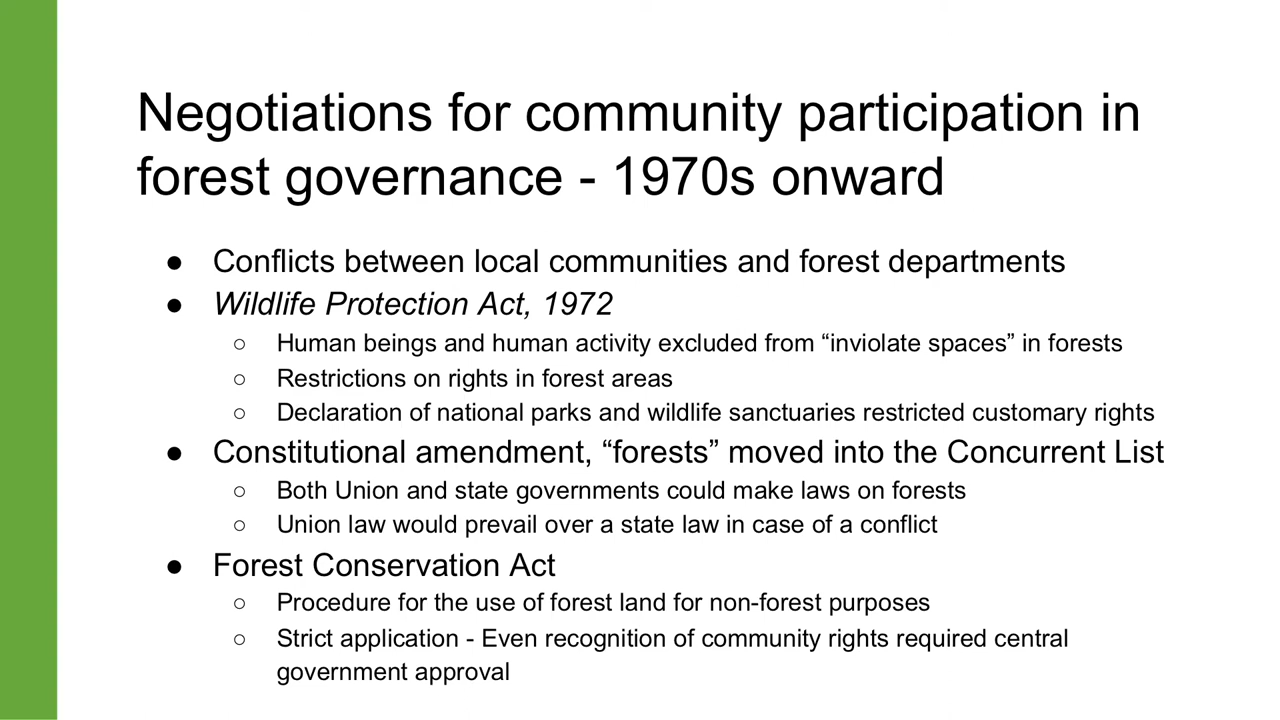 Negotiations for community participation in
forest governance - 1970s onward
● Conflicts between local communities and forest departments
● Wildlife Protection Act, 1972
○ Human beings and human activity excluded from “inviolate spaces” in forests
○ Restrictions on rights in forest areas
○ Declaration of national parks and wildlife sanctuaries restricted customary rights
● Constitutional amendment, “forests” moved into the Concurrent List
○ Both Union and state governments could make laws on forests
○ Union law would prevail over a state law in case of a conflict
● Forest Conservation Act
○ Procedure for the use of forest land for non-forest purposes
○ Strict application - Even recognition of community rights required central
government approval